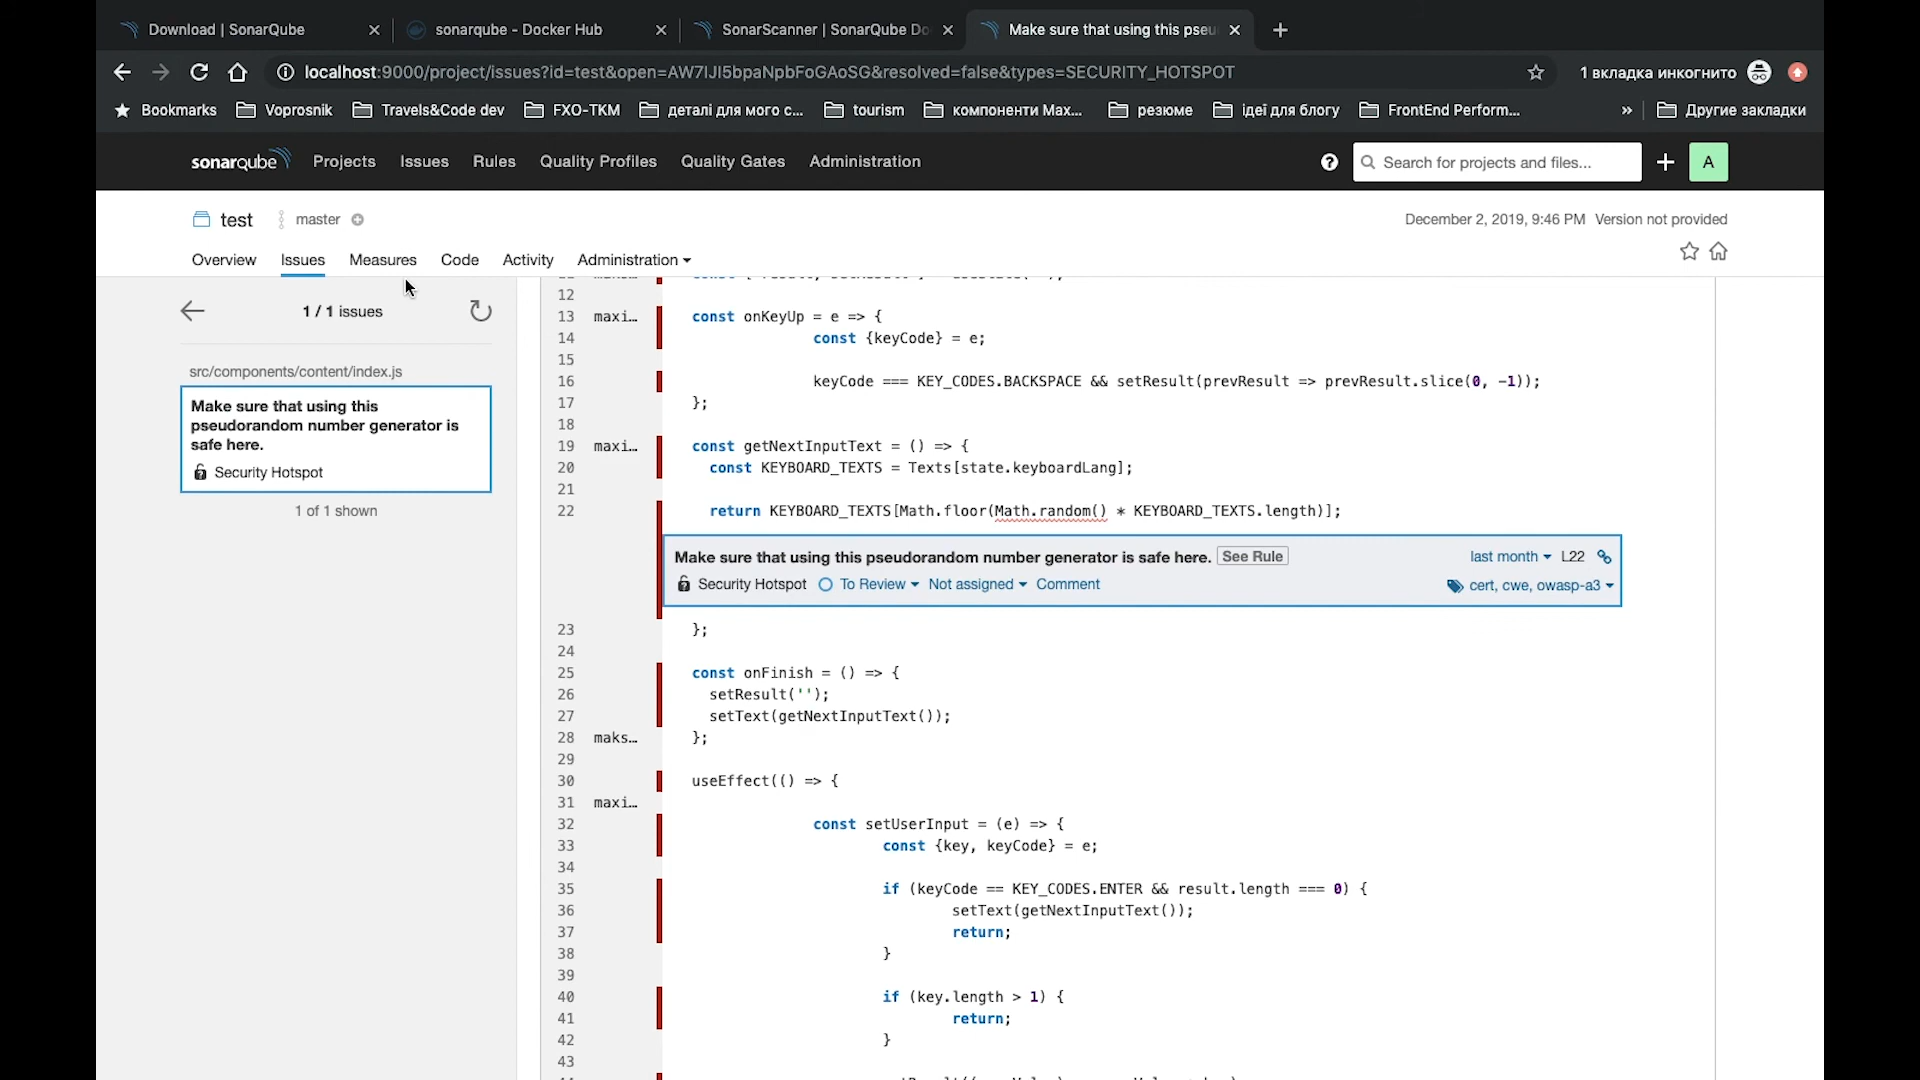 Download | SonarQube
sonarqube - Docker Hub
SonarScanner | SonarQube Do
Make sure that using this pseu
localhost:9000/project/issues?id=test&open=AW7IJI5bpaNpbFoGAoSG&resolved=false&types=SECURITY_HOTSPOT
1 вкладка инкогнито
Bookmarks
Voprosnik
Travels&Code dev
FXO-TKM
деталі для мого с...
tourism
компоненти Max...
резюме
ідеї для блогу
FrontEnd Perform...
»
Другие закладки
sonarqube
Projects
Issues
Rules
Quality Profiles
Quality Gates
Administration
Search for projects and files...
A
test
master
December 2, 2019, 9:46 PM Version not provided
Overview
Issues
Measures
Code
Activity
Administration
1 / 1 issues
src/components/content/index.js
Make sure that using this
pseudorandom number generator is
safe here.
Security Hotspot
1 of 1 shown
12
13 maxi… const onKeyUp = e => {
14 const {keyCode} = e;
15
16 keyCode === KEY_CODES.BACKSPACE && setResult(prevResult => prevResult.slice(0, -1));
17 };
18
19 maxi… const getNextInputText = () => {
20 const KEYBOARD_TEXTS = Texts[state.keyboardLang];
21
22 return KEYBOARD_TEXTS[Math.floor(Math.random() * KEYBOARD_TEXTS.length)];
Make sure that using this pseudorandom number generator is safe here. See Rule last month L22
Security Hotspot To Review Not assigned Comment cert, cwe, owasp-a3
23 };
24
25 const onFinish = () => {
26 setResult('');
27 setText(getNextInputText());
28 maks… };
29
30 useEffect(() => {
31 maxi…
32 const setUserInput = (e) => {
33 const {key, keyCode} = e;
34
35 if (keyCode == KEY_CODES.ENTER && result.length === 0) {
36 setText(getNextInputText());
37 return;
38 }
39
40 if (key.length > 1) {
41 return;
42 }
43